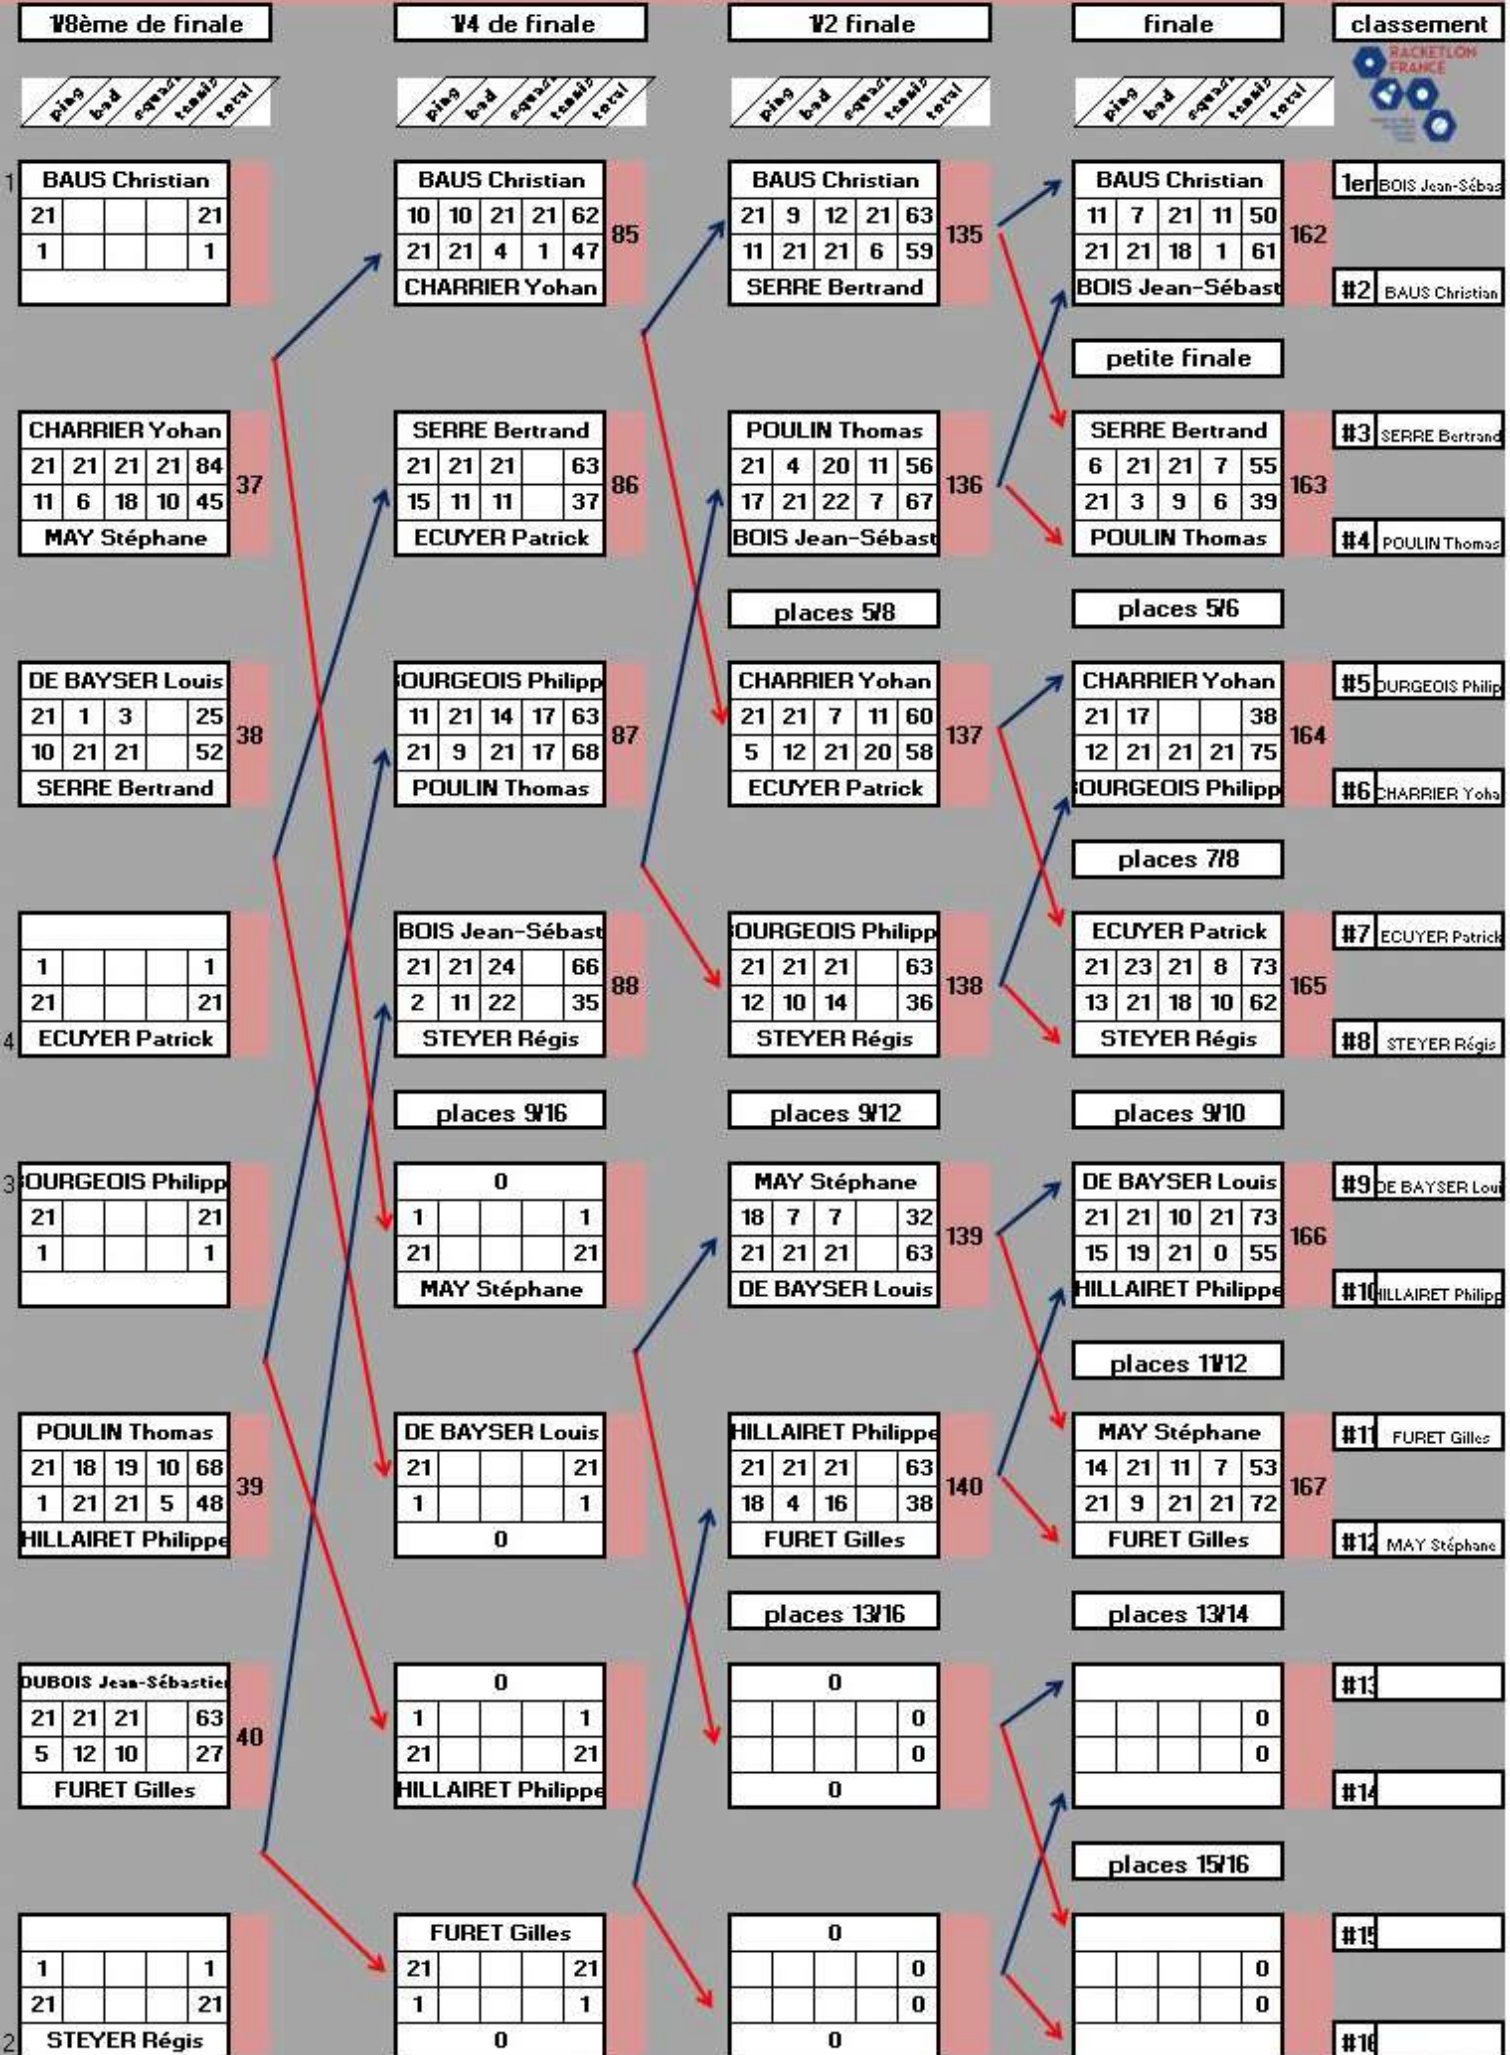 1/8ème de finale 1/4 de finale 1/2 finale finale classement
RACKETLON
FRANCE
ping bad squash tennis total ping bad squash tennis total ping bad squash tennis total ping bad squash tennis total
1 BAUS Christian BAUS Christian BAUS Christian BAUS Christian 1er BOIS Jean-Sébas
21 21 10 10 21 21 62 21 9 12 21 63 11 7 21 11 50
85 135 162
1 1 21 21 4 1 47 11 21 21 6 59 21 21 18 1 61
CHARRIER Yohan SERRE Bertrand BOIS Jean-Sébast #2 BAUS Christian
petite finale
CHARRIER Yohan SERRE Bertrand POULIN Thomas SERRE Bertrand #3 SERRE Bertrand
21 21 21 21 84 21 21 21 63 21 4 20 11 56 6 21 21 7 55
37 86 136 163
11 6 18 10 45 15 11 11 37 17 21 22 7 67 21 3 9 6 39
MAY Stéphane ECUYER Patrick BOIS Jean-Sébast POULIN Thomas #4 POULIN Thomas
places 5/8 places 5/6
DE BAYSER Louis OURGEOIS Philipp CHARRIER Yohan CHARRIER Yohan #5 OURGEOIS Philip
21 1 3 25 11 21 14 17 63 21 21 7 11 60 21 17 38
38 87 137 164
10 21 21 52 21 9 21 17 68 5 12 21 20 58 12 21 21 21 75
SERRE Bertrand POULIN Thomas ECUYER Patrick OURGEOIS Philipp #6 CHARRIER Yoha
places 7/8
BOIS Jean-Sébast OURGEOIS Philipp ECUYER Patrick #7 ECUYER Patrick
1 1 21 21 24 66 21 21 21 63 21 23 21 8 73
88 138 165
21 21 2 11 22 35 12 10 14 36 13 21 18 10 62
4 ECUYER Patrick STEYER Régis STEYER Régis STEYER Régis #8 STEYER Régis
places 9/16 places 9/12 places 9/10
3 OURGEOIS Philipp 0 MAY Stéphane DE BAYSER Louis #9 DE BAYSER Loui
21 21 1 1 18 7 7 32 21 21 10 21 73
139 166
1 1 21 21 21 21 21 63 15 19 21 0 55
MAY Stéphane DE BAYSER Louis HILLAIRET Philippe #10 HILLAIRET Philipp
places 11/12
POULIN Thomas DE BAYSER Louis HILLAIRET Philippe MAY Stéphane #11 FURET Gilles
21 18 19 10 68 21 21 21 21 21 63 14 21 11 7 53
39 140 167
1 21 21 5 48 1 1 18 4 16 38 21 9 21 21 72
HILLAIRET Philippe 0 FURET Gilles FURET Gilles #12 MAY Stéphane
places 13/16 places 13/14
DUBOIS Jean-Sébastien 0 0 #13
21 21 21 63 1 1 0 0
40
5 12 10 27 21 21 0 0
FURET Gilles HILLAIRET Philippe 0 #14
places 15/16
FURET Gilles 0 #15
1 1 21 21 0 0
21 21 1 1 0 0
2 STEYER Régis 0 0 #16